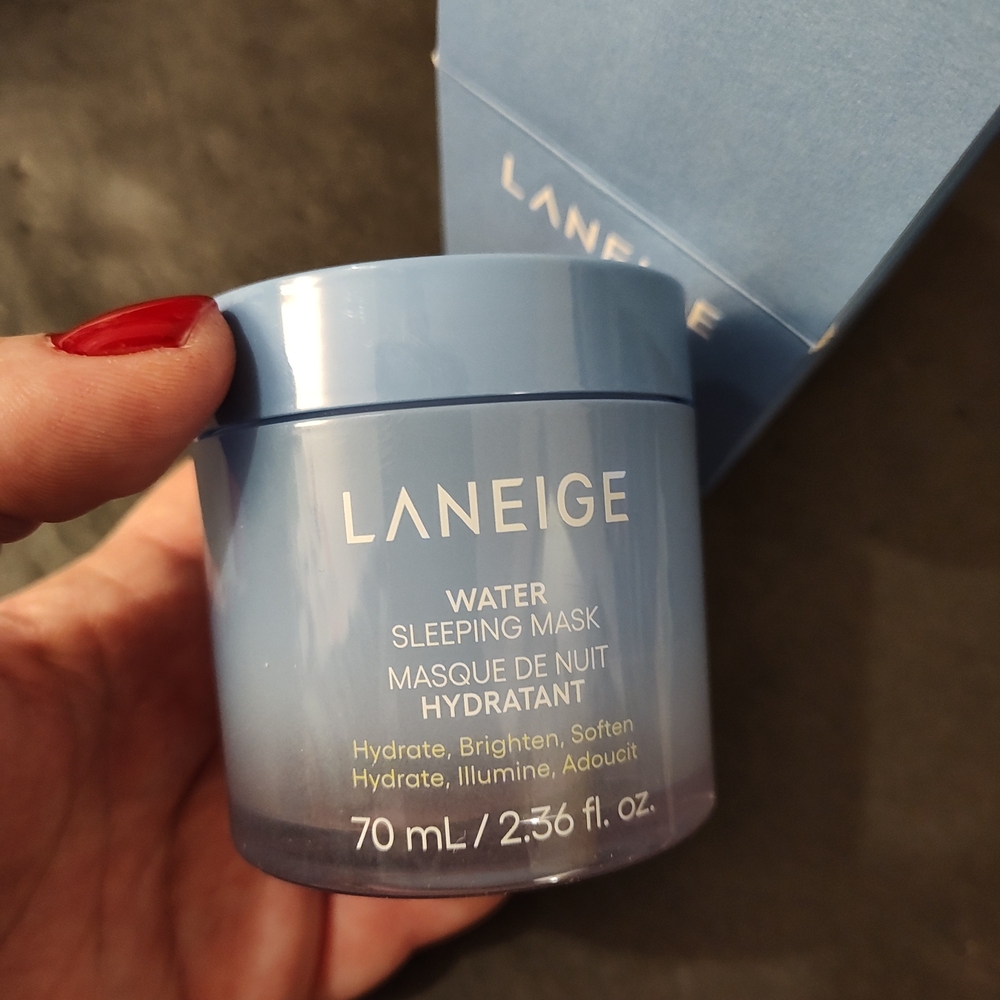 LANEIGE
LANEIGE
WATER
SLEEPING MASK
MASQUE DE NUIT
HYDRATANT
Hydrate, Brighten, Soften
Hydrate, Illumine, Adoucit
70 mL / 2.36 fl. oz.